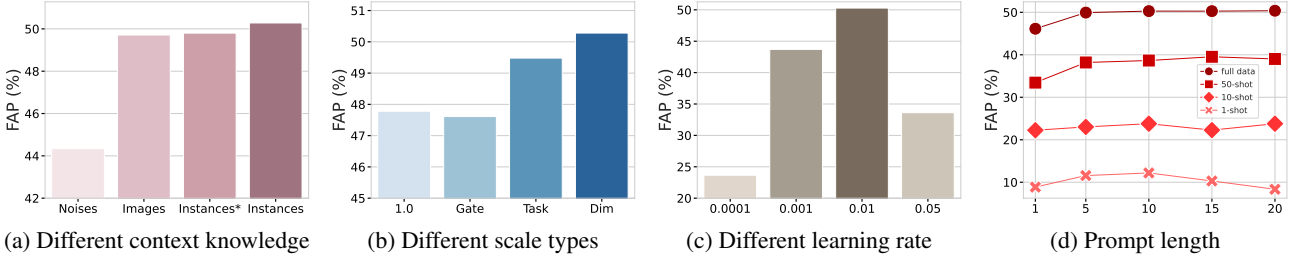 FAP (%)
50
48
46
44
42
Noises Images Instances* Instances
(a) Different context knowledge
FAP (%)
51
50
49
48
47
46
45
1.0 Gate Task Dim
(b) Different scale types
FAP (%)
50
45
40
35
30
25
20
0.0001 0.001 0.01 0.05
(c) Different learning rate
FAP (%)
50
40
30
20
10
full data
50-shot
10-shot
1-shot
1 5 10 15 20
(d) Prompt length